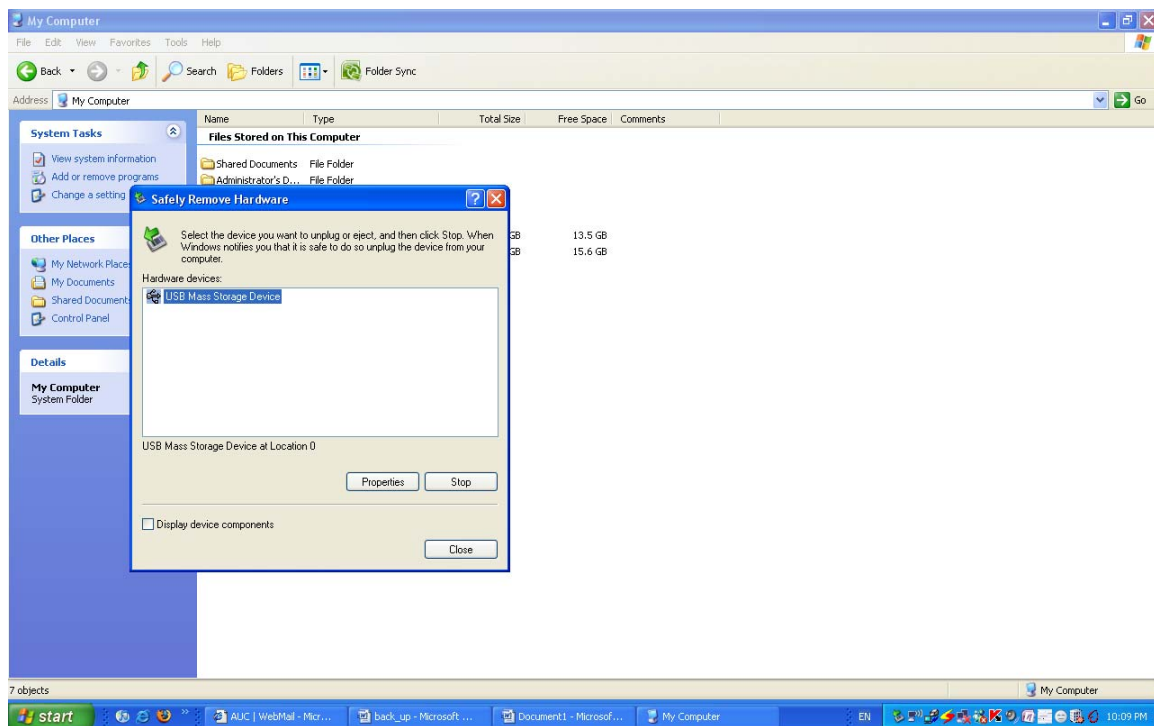 My Computer
File Edit View Favorites Tools Help
Back Search Folders Folder Sync
Address My Computer Go
Name Type Total Size Free Space Comments
Files Stored on This Computer
Shared Documents File Folder
Administrator's D... File Folder
GB 13.5 GB
GB 15.6 GB
System Tasks
View system information
Add or remove programs
Change a setting
Other Places
My Network Place
My Documents
Shared Document
Control Panel
Details
My Computer
System Folder
Safely Remove Hardware
Select the device you want to unplug or eject, and then click Stop. When
Windows notifies you that it is safe to do so unplug the device from your
computer.
Hardware devices:
USB Mass Storage Device
USB Mass Storage Device at Location 0
Properties Stop
Display device components
Close
7 objects My Computer
start AUC | WebMail - Micr... back_up - Microsoft ... Document1 - Microsof... My Computer EN 10:09 PM